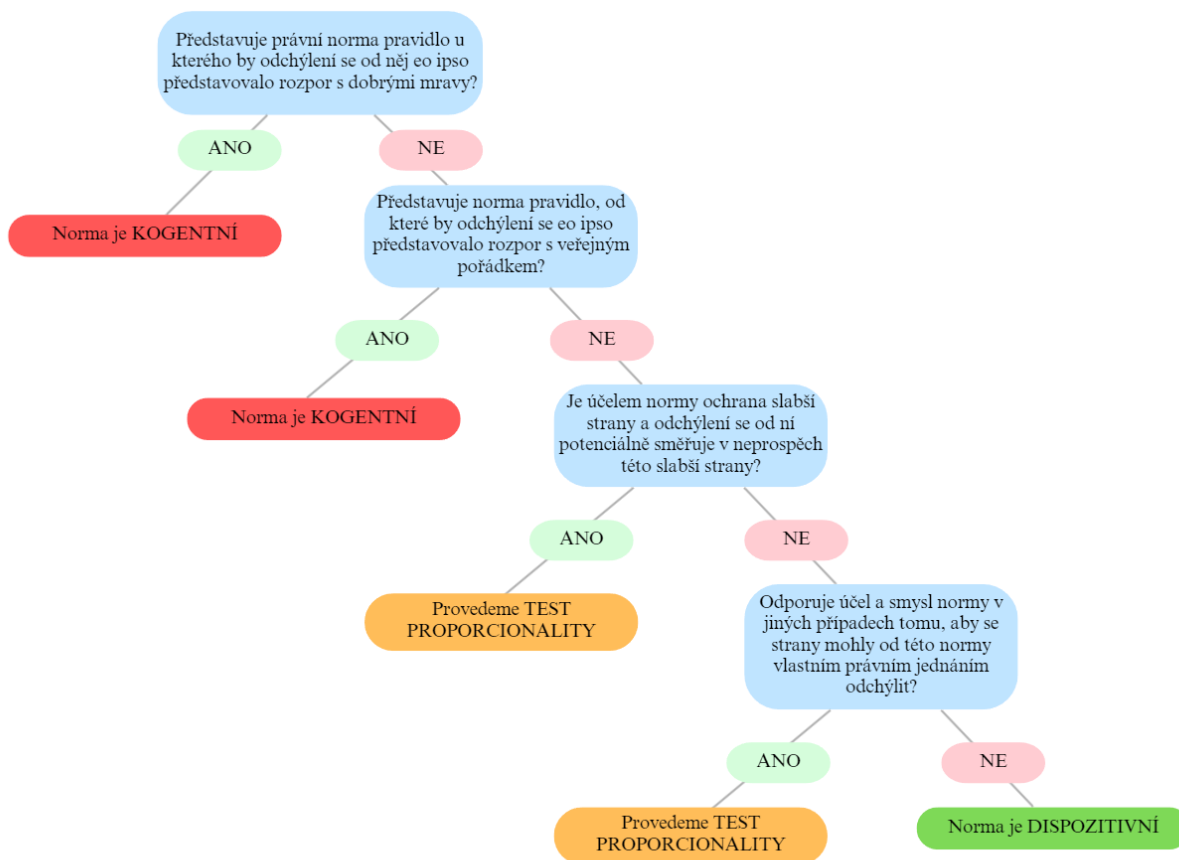 Představuje právní norma pravidlo u
kterého by odchýlení se od něj eo ipso
představovalo rozpor s dobrými mravy?
ANO
NE
Norma je KOGENTNÍ
Představuje norma pravidlo, od
které by odchýlení se eo ipso
představovalo rozpor s veřejným
pořádkem?
ANO
NE
Norma je KOGENTNÍ
Je účelem normy ochrana slabší
strany a odchýlení se od ní
potenciálně směřuje v neprospěch
této slabší strany?
ANO
NE
Provedeme TEST
PROPORCIONALITY
Odporuje účel a smysl normy v
jiných případech tomu, aby se
strany mohly od této normy
vlastním právním jednáním
odchýlit?
ANO
NE
Provedeme TEST
PROPORCIONALITY
Norma je DISPOZITIVNÍ